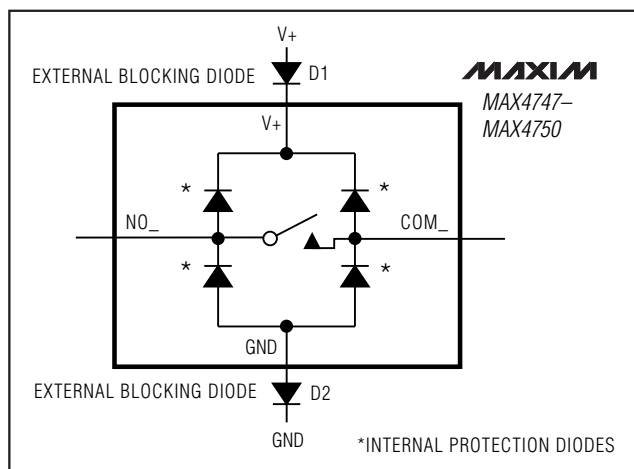 V+
EXTERNAL BLOCKING DIODE D1
MAXIM
MAX4747–
MAX4750
V+
* *
NO_ COM_
* *
GND
EXTERNAL BLOCKING DIODE D2
GND
*INTERNAL PROTECTION DIODES